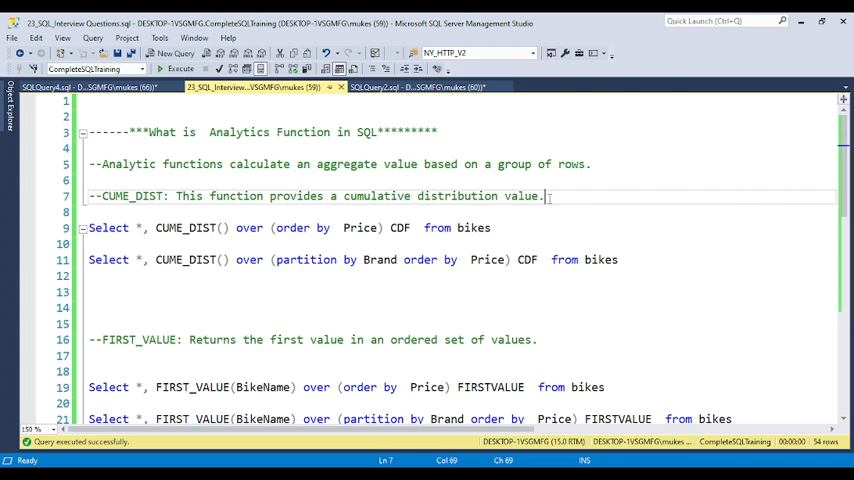 23_SQL_Interview Questions.sql - DESKTOP-1VSGMFG.CompleteSQLTraining (DESKTOP-1VSGMFG\mukes (59)) - Microsoft SQL Server Management Studio
Quick Launch (Ctrl+Q)
File Edit View Query Project Tools Window Help
New Query
NY_HTTP_V2
CompleteSQLTraining
Execute
SQLQuery4.sql - D...SGMFG\mukes (66))*
23_SQL_Interview...VSGMFG\mukes (59))
SQLQuery2.sql - D...SGMFG\mukes (60))*
Object Explorer
1
2
3 ------***What is  Analytics Function in SQL*********
4
5 --Analytic functions calculate an aggregate value based on a group of rows.
6
7 --CUME_DIST: This function provides a cumulative distribution value.
8
9 Select *, CUME_DIST() over (order by  Price) CDF  from bikes
10
11 Select *, CUME_DIST() over (partition by Brand order by  Price) CDF  from bikes
12
13
14
15
16 --FIRST_VALUE: Returns the first value in an ordered set of values.
17
18
19 Select *, FIRST_VALUE(BikeName) over (order by  Price) FIRSTVALUE  from bikes
20
21 Select *, FIRST_VALUE(BikeName) over (partition by Brand order by  Price) FIRSTVALUE  from bikes
150 %
Query executed successfully.
DESKTOP-1VSGMFG (15.0 RTM) DESKTOP-1VSGMFG\mukes ... CompleteSQLTraining 00:00:00 54 rows
Ready
Ln 7
Col 69
Ch 69
INS